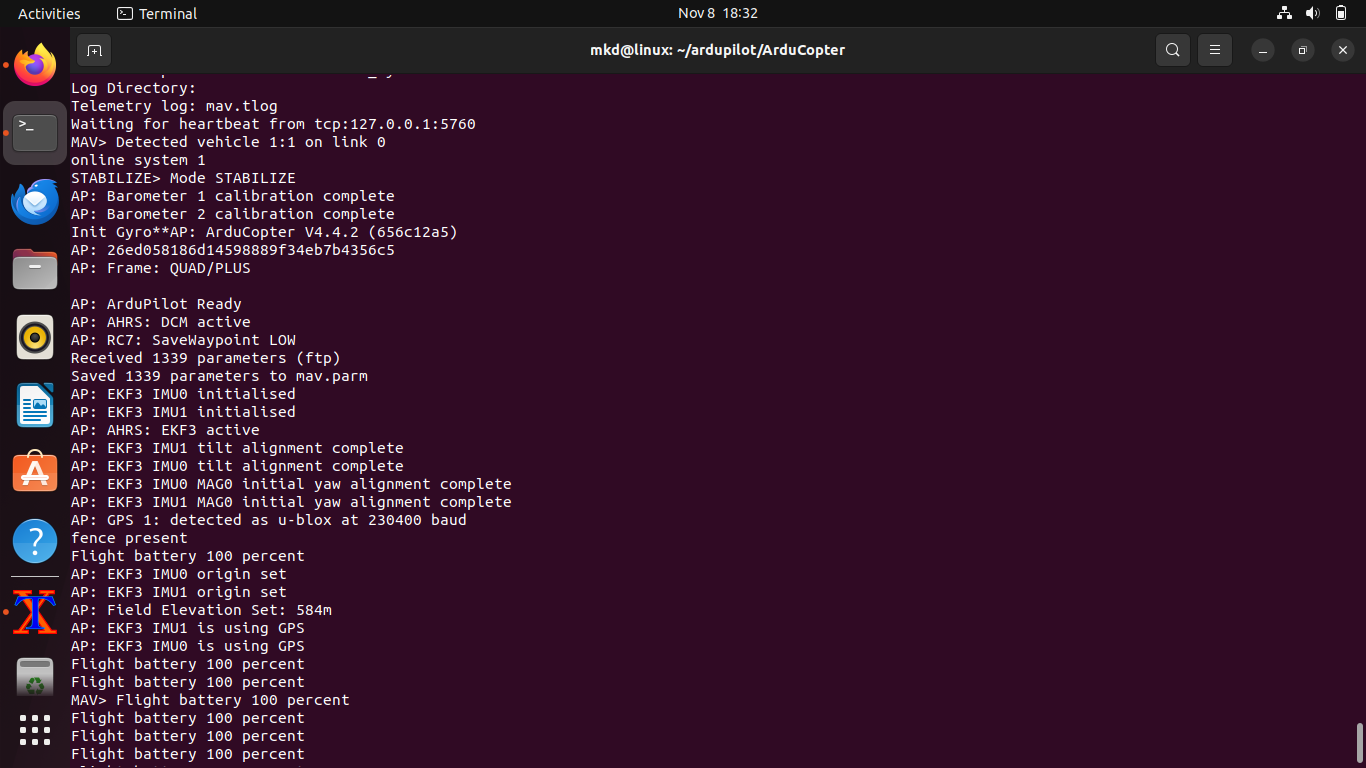 Activities
Terminal
Nov 8 18:32
mkd@linux: ~/ardupilot/ArduCopter
Log Directory:
Telemetry log: mav.tlog
Waiting for heartbeat from tcp:127.0.0.1:5760
MAV> Detected vehicle 1:1 on link 0
online system 1
STABILIZE> Mode STABILIZE
AP: Barometer 1 calibration complete
AP: Barometer 2 calibration complete
Init Gyro**AP: ArduCopter V4.4.2 (656c12a5)
AP: 26ed058186d14598889f34eb7b4356c5
AP: Frame: QUAD/PLUS
AP: ArduPilot Ready
AP: AHRS: DCM active
AP: RC7: SaveWaypoint LOW
Received 1339 parameters (ftp)
Saved 1339 parameters to mav.parm
AP: EKF3 IMU0 initialised
AP: EKF3 IMU1 initialised
AP: AHRS: EKF3 active
AP: EKF3 IMU1 tilt alignment complete
AP: EKF3 IMU0 tilt alignment complete
AP: EKF3 IMU0 MAG0 initial yaw alignment complete
AP: EKF3 IMU1 MAG0 initial yaw alignment complete
AP: GPS 1: detected as u-blox at 230400 baud
fence present
Flight battery 100 percent
AP: EKF3 IMU0 origin set
AP: EKF3 IMU1 origin set
AP: Field Elevation Set: 584m
AP: EKF3 IMU1 is using GPS
AP: EKF3 IMU0 is using GPS
Flight battery 100 percent
Flight battery 100 percent
MAV> Flight battery 100 percent
Flight battery 100 percent
Flight battery 100 percent
Flight battery 100 percent